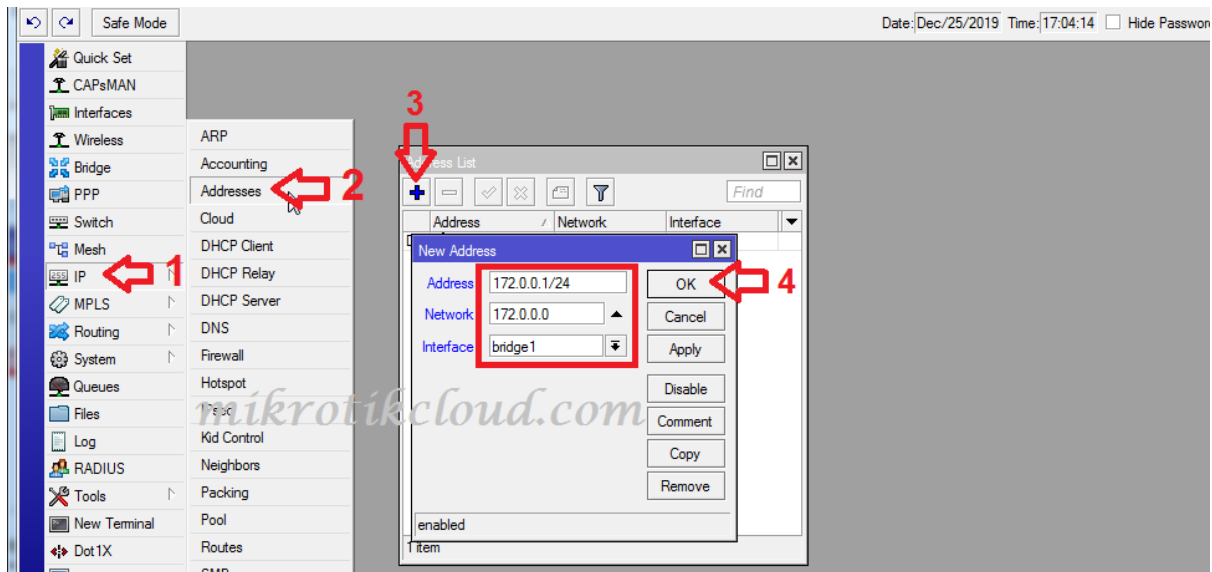 Safe Mode
Date: Dec/25/2019 Time: 17:04:14 Hide Password
Quick Set
CAPsMAN
Interfaces
Wireless
Bridge
PPP
Switch
Mesh
IP
MPLS
Routing
System
Queues
Files
Log
RADIUS
Tools
New Terminal
Dot1X
1
ARP
Accounting
Addresses
Cloud
DHCP Client
DHCP Relay
DHCP Server
DNS
Firewall
Hotspot
Kid Control
Neighbors
Packing
Pool
Routes
2
3
Address List
Find
Address Network Interface
New Address
Address 172.0.0.1/24
Network 172.0.0.0
Interface bridge1
OK
4
Cancel
Apply
Disable
Comment
Copy
Remove
enabled
1 item
mikrotikcloud.com